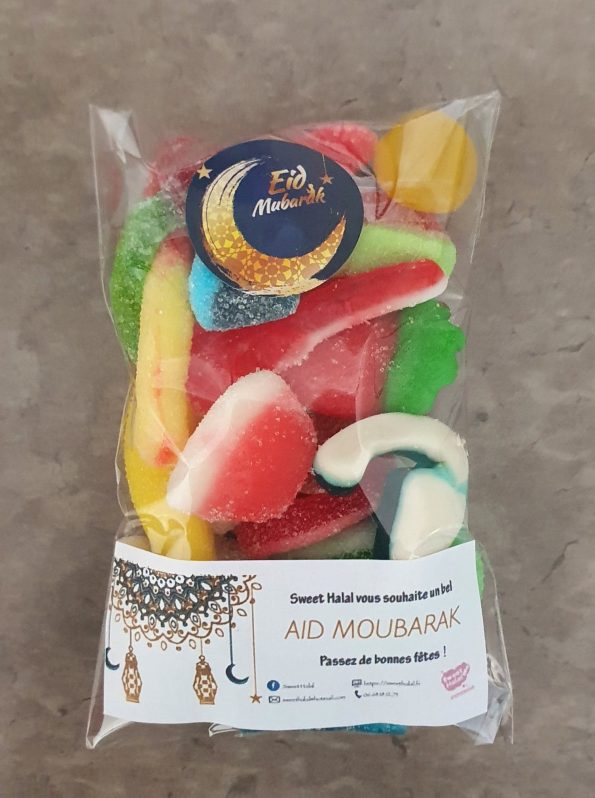 Eid
Mubarak
Sweet Halal vous souhaite un bel
AID MOUBARAK
Passez de bonnes fêtes !